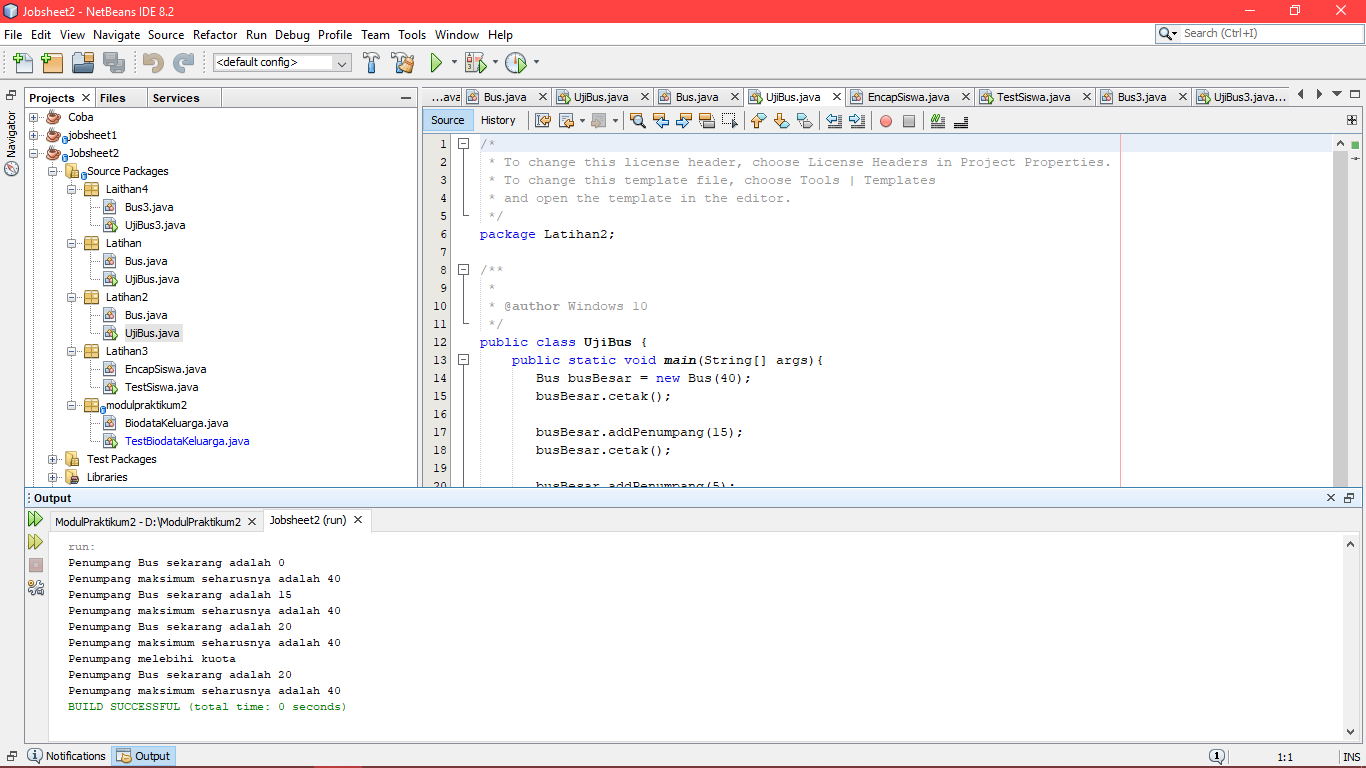 Jobsheet2 - NetBeans IDE 8.2
File Edit View Navigate Source Refactor Run Debug Profile Team Tools Window Help
Search (Ctrl+I)
<default config>
Navigator
Projects Files Services
Coba
jobsheet1
Jobsheet2
Source Packages
Laithan4
Bus3.java
UjiBus3.java
Latihan
Bus.java
UjiBus.java
Latihan2
Bus.java
UjiBus.java
Latihan3
EncapSiswa.java
TestSiswa.java
modulpraktikum2
BiodataKeluarga.java
TestBiodataKeluarga.java
Test Packages
Libraries
...ava Bus.java UjiBus.java Bus.java UjiBus.java EncapSiswa.java TestSiswa.java Bus3.java UjiBus3.java...
Source History
1 /*
2 * To change this license header, choose License Headers in Project Properties.
3 * To change this template file, choose Tools | Templates
4 * and open the template in the editor.
5 */
6 package Latihan2;
7
8 /**
9 *
10 * @author Windows 10
11 */
12 public class UjiBus {
13 public static void main(String[] args){
14 Bus busBesar = new Bus(40);
15 busBesar.cetak();
16
17 busBesar.addPenumpang(15);
18 busBesar.cetak();
19
20 busBesar.addPenumpang(5);
Output
ModulPraktikum2 - D:\ModulPraktikum2 Jobsheet2 (run)
run:
Penumpang Bus sekarang adalah 0
Penumpang maksimum seharusnya adalah 40
Penumpang Bus sekarang adalah 15
Penumpang maksimum seharusnya adalah 40
Penumpang Bus sekarang adalah 20
Penumpang maksimum seharusnya adalah 40
Penumpang melebihi kuota
Penumpang Bus sekarang adalah 20
Penumpang maksimum seharusnya adalah 40
BUILD SUCCESSFUL (total time: 0 seconds)
Notifications Output 1 1:1 INS